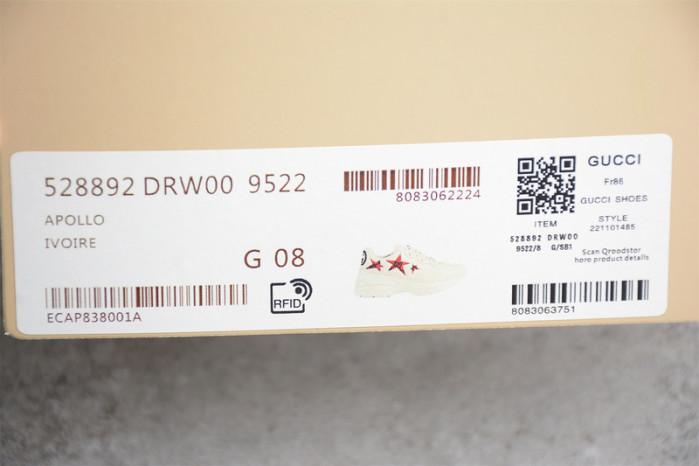 528892 DRW00 9522
APOLLO
IVOIRE
G 08
ECAP838001A
RFID
8083062224
GUCCI
Fr86
GUCCI SHOES
STYLE
221101485
ITEM
528892 DRW00
9522/8 G/SB1
Scan Qroodstor
horo product details
8083063751